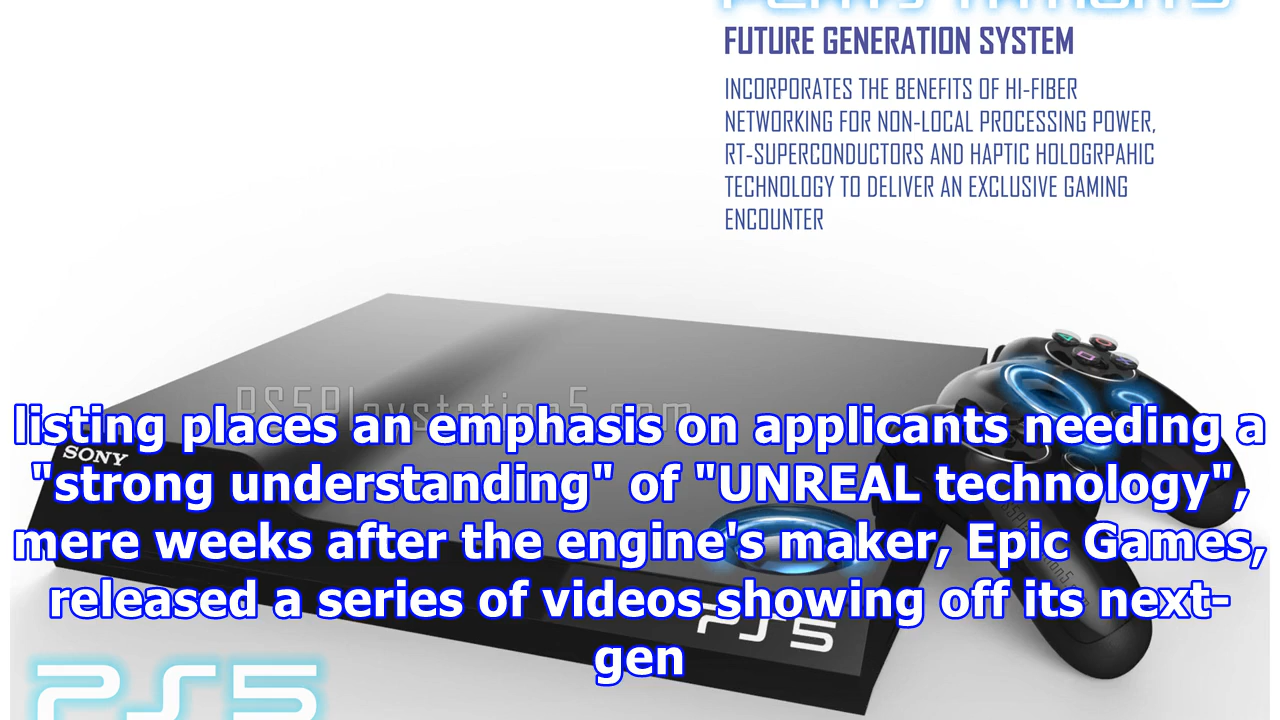 FUTURE GENERATION SYSTEM
INCORPORATES THE BENEFITS OF HI-FIBER
NETWORKING FOR NON-LOCAL PROCESSING POWER,
RT-SUPERCONDUCTORS AND HAPTIC HOLOGRPAHIC
TECHNOLOGY TO DELIVER AN EXCLUSIVE GAMING
ENCOUNTER
PS5Playstation5.com
listing places an emphasis on applicants needing a
SONY
"strong understanding" of "UNREAL technology",
mere weeks after the engine's maker, Epic Games,
released a series of videos showing off its next-
PS5
gen
PS5